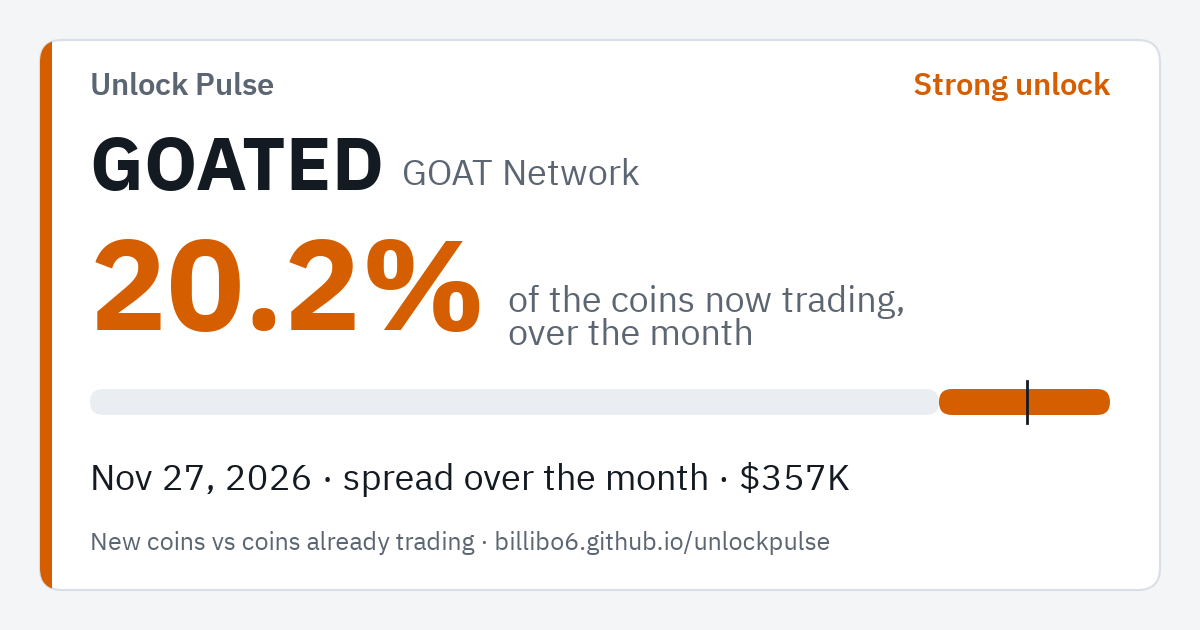 Unlock Pulse
Strong unlock
GOATED GOAT Network
20.2% of the coins now trading,
over the month
Nov 27, 2026 · spread over the month · $357K
New coins vs coins already trading · billibo6.github.io/unlockpulse